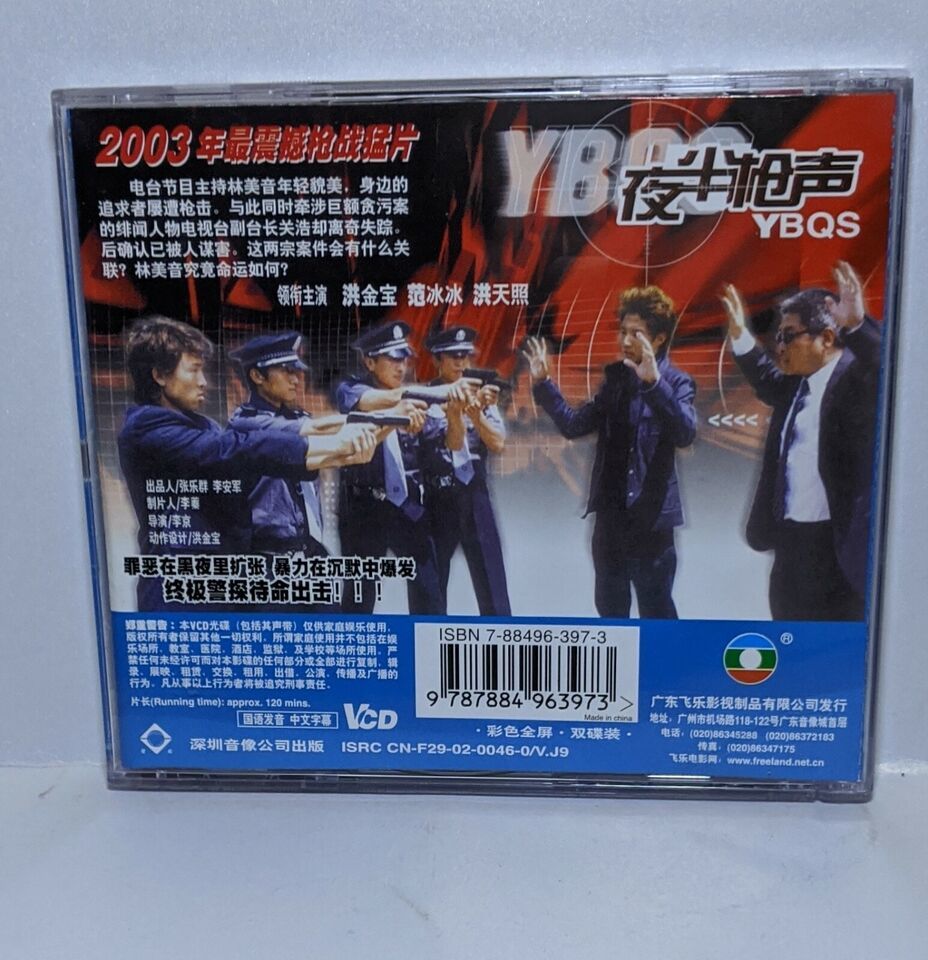 2003年最震撼枪战猛片
电台节目主持林美音年轻貌美，身边的
追求者屡遭枪击。与此同时牵涉巨额贪污案
的绯闻人物电视台副台长关浩却离奇失踪。
后确认已被人谋害。这两宗案件会有什么关
联？林美音究竟命运如何？
领衔主演 洪金宝 范冰冰 洪天照
YBQS
夜半枪声
YBQS
<<<<
出品人/张乐群 李安军
制片人/李蓁
导演/李京
动作设计/洪金宝
罪恶在黑夜里扩张 暴力在沉默中爆发
终极警探待命出击！！！
郑重警告：本VCD光碟（包括其声带）仅供家庭娱乐使用，
版权所有者保留其他一切权利，所谓家庭使用并不包括在娱
乐场所、教室、医院、酒店、监狱、及学校等场所使用。严
禁任何未经许可而对本影碟的任何部分或全部进行复制、辑
录、展映、租赁、交换、租用、出借、公演、传播及广播的
行为。凡从事以上行为者将被追究刑事责任。
片长(Running time): approx. 120 mins.
国语发音 中文字幕 VCD
深圳音像公司出版 ISRC CN-F29-02-0046-0/V.J9
ISBN 7-88496-397-3
9 787884 963973 >
Made in china
·彩色全屏·双碟装·
®
广东飞乐影视制品有限公司发行
地址：广州市机场路118-122号广东音像城首层
电话：(020)86345288 (020)86372183
传真：(020)86347175
飞乐电影网：www.freeland.net.cn